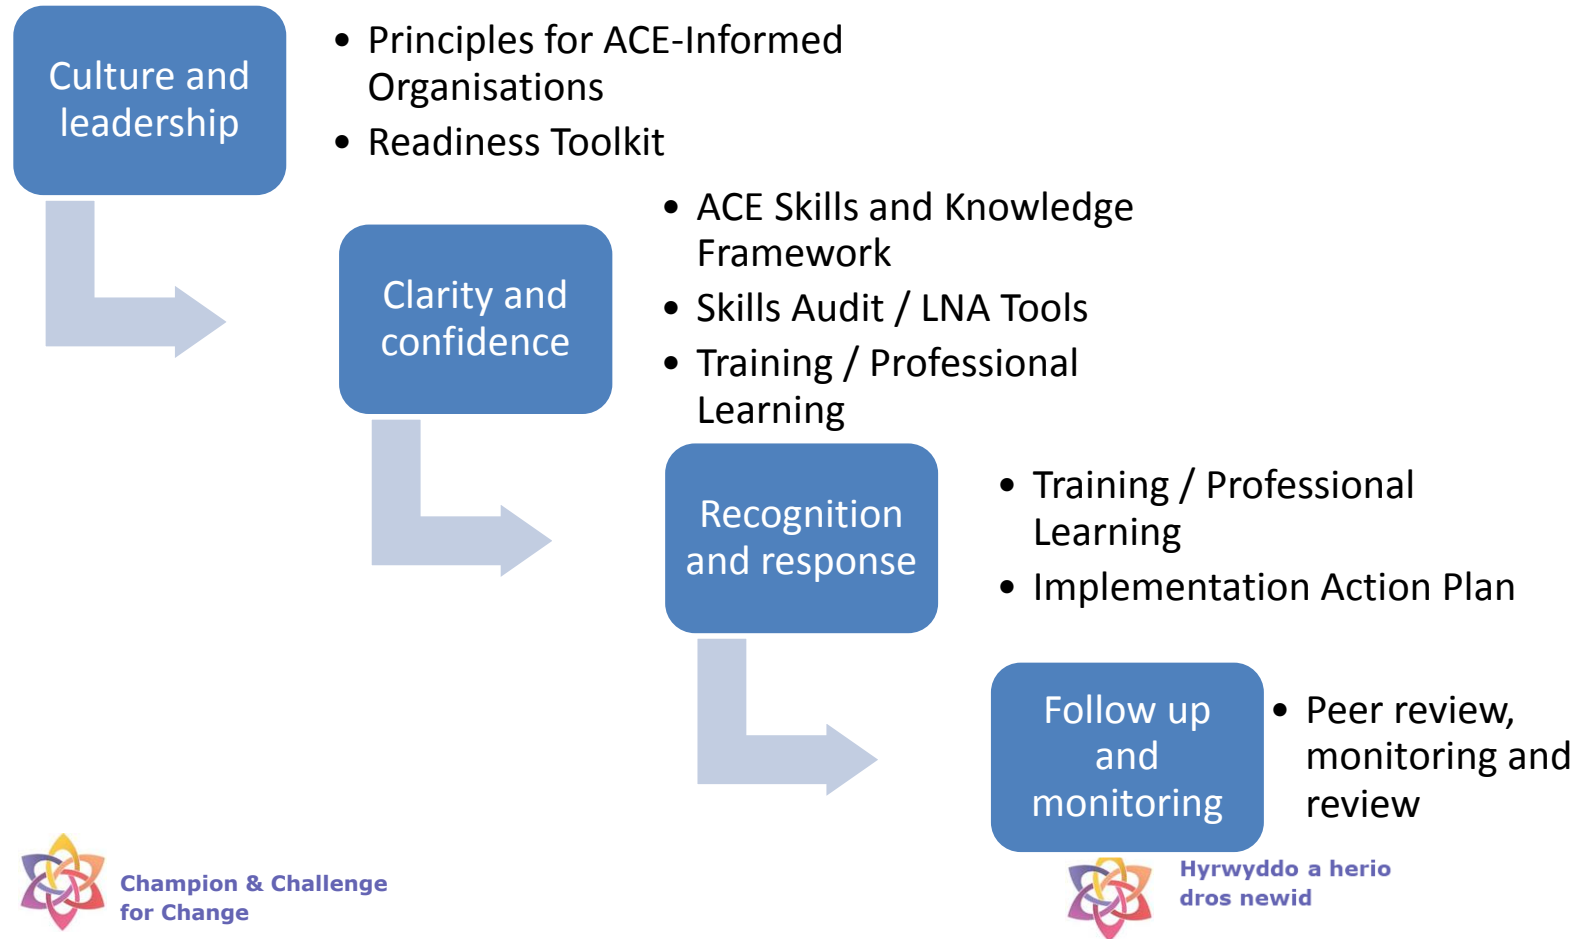 Culture and
leadership
• Principles for ACE-Informed
Organisations
• Readiness Toolkit
Clarity and
confidence
• ACE Skills and Knowledge
Framework
• Skills Audit / LNA Tools
• Training / Professional
Learning
Recognition
and response
• Training / Professional
Learning
• Implementation Action Plan
Follow up
and
monitoring
• Peer review,
monitoring and
review
Champion & Challenge
for Change
Hyrwyddo a herio
dros newid